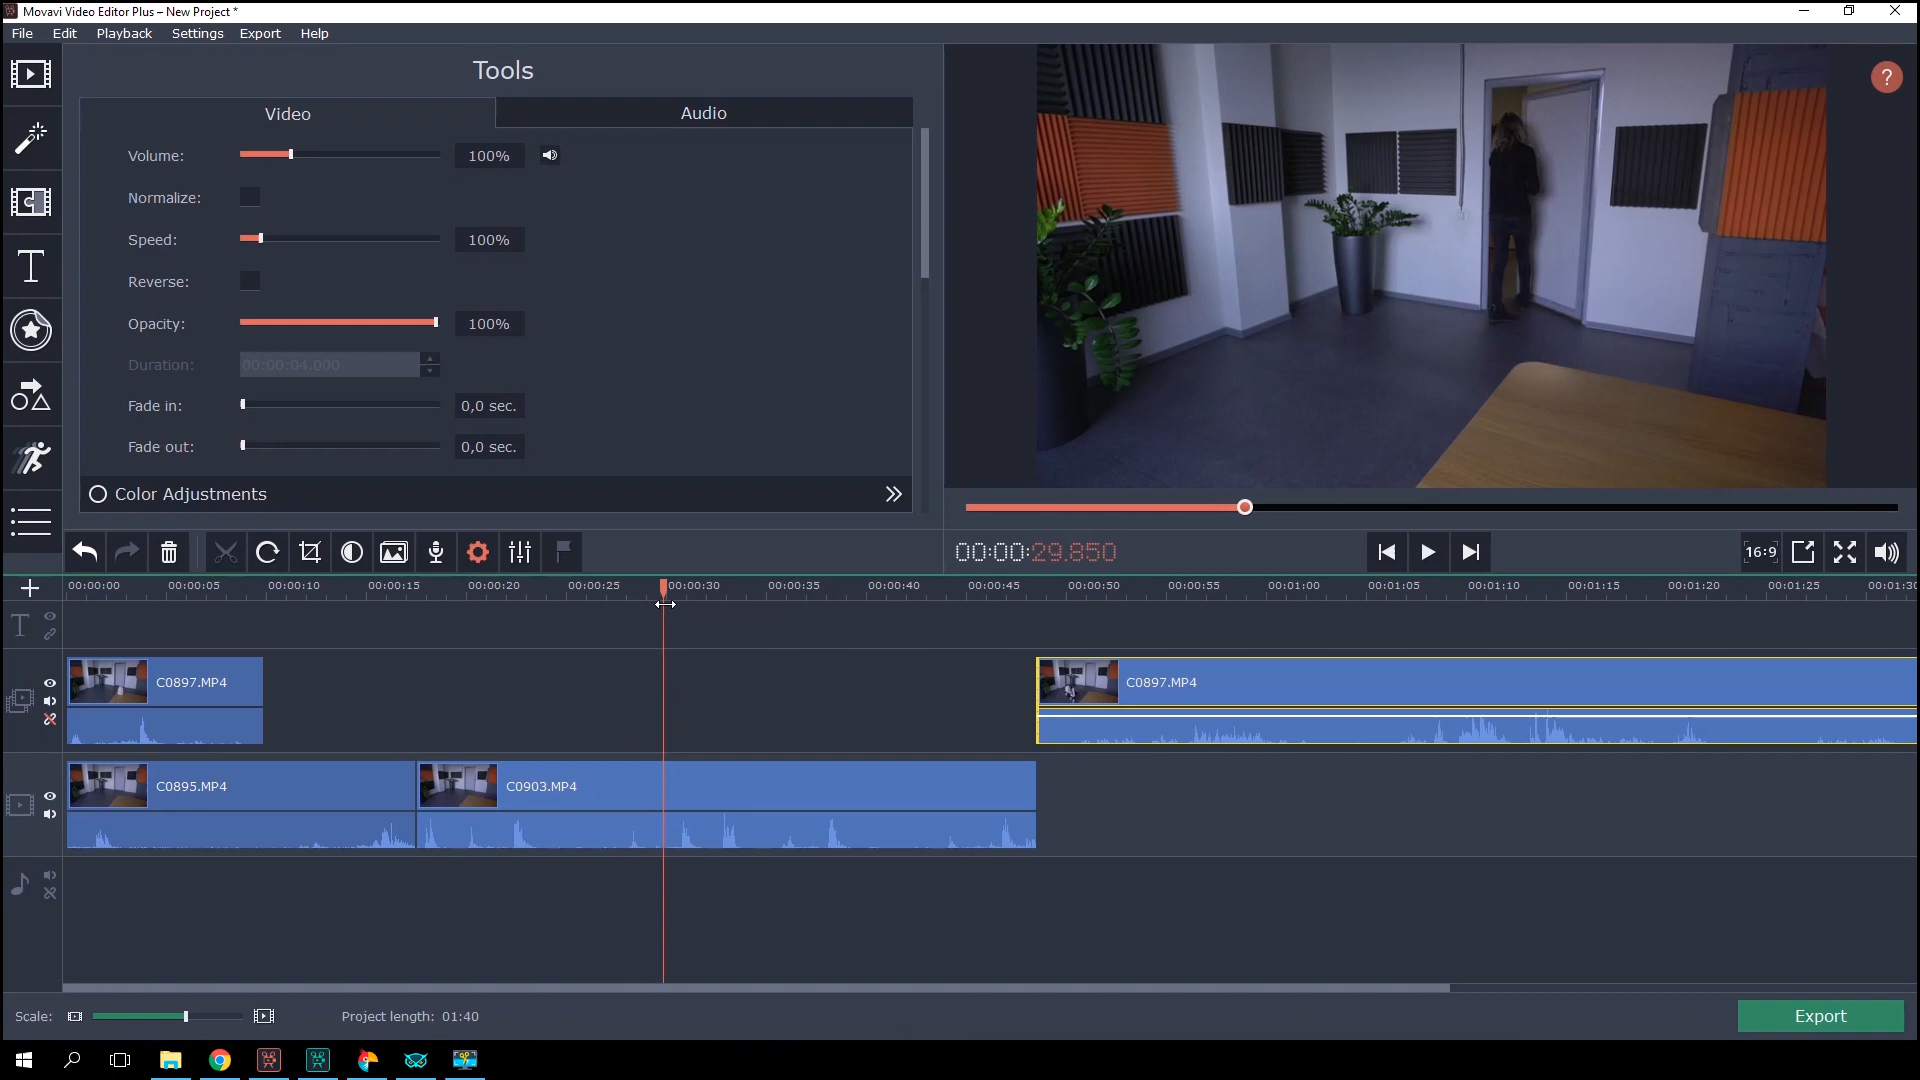 Movavi Video Editor Plus – New Project *
File Edit Playback Settings Export Help
Tools
Video Audio
Volume: 100%
Normalize:
Speed: 100%
Reverse:
Opacity: 100%
Duration: 00:00:04.000
Fade in: 0,0 sec.
Fade out: 0,0 sec.
Color Adjustments
?
00:00:29.850
16:9
00:00:00 00:00:05 00:00:10 00:00:15 00:00:20 00:00:25 00:00:30 00:00:35 00:00:40 00:00:45 00:00:50 00:00:55 00:01:00 00:01:05 00:01:10 00:01:15 00:01:20 00:01:25 00:01:30
C0897.MP4 C0897.MP4
C0895.MP4 C0903.MP4
Scale: Project length: 01:40
Export